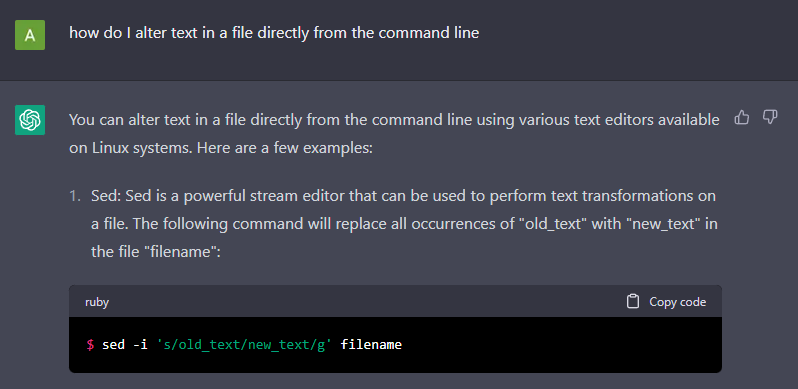 A
how do I alter text in a file directly from the command line
You can alter text in a file directly from the command line using various text editors available
on Linux systems. Here are a few examples:
1. Sed: Sed is a powerful stream editor that can be used to perform text transformations on
a file. The following command will replace all occurrences of "old_text" with "new_text" in
the file "filename":
ruby Copy code
$ sed -i 's/old_text/new_text/g' filename